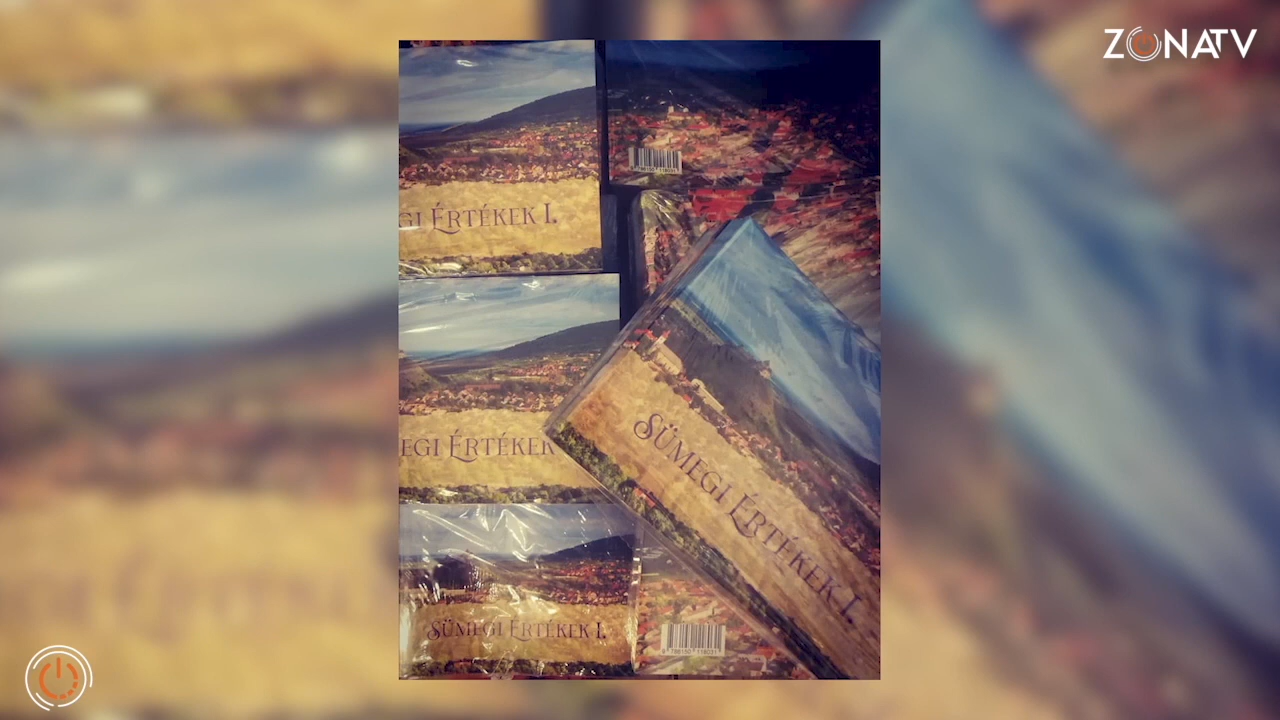 ZONATV
GI ÉRTÉKEK I.
EGI ÉRTÉKEK
SÜMEGI ÉRTÉKEK I.
SÜMEGI ÉRTÉKEK I.